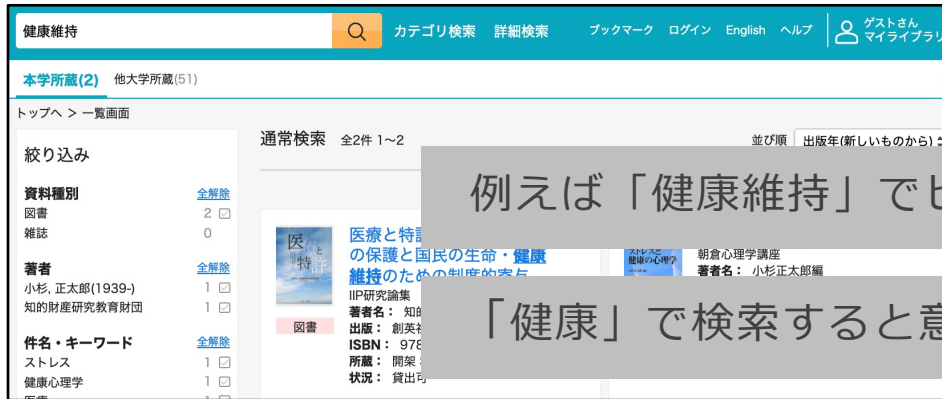 健康維持
カテゴリ検索 詳細検索 ブックマーク ログイン English ヘルプ ゲストさん
マイライブラリ
本学所蔵(2) 他大学所蔵(51)
トップへ > 一覧画面
絞り込み
資料種別 全解除
図書 2
雑誌 0
著者 全解除
小杉, 正太郎(1939-) 1
知的財産研究教育財団 1
件名・キーワード 全解除
ストレス 1
健康心理学 1
通常検索 全2件 1~2
並び順 出版年(新しいものから)
例えば「健康維持」でヒ
医療と特許
図書
医療と特
の保護と国民の生命・健康
維持のための制度的寄与
IIP研究論集
著者名: 知的
出版: 創英社
ISBN: 978
所蔵: 開架
状況: 貸出可
ストレスと
健康の心理学
朝倉心理学講座
著者名: 小杉正太郎編
「健康」で検索すると意